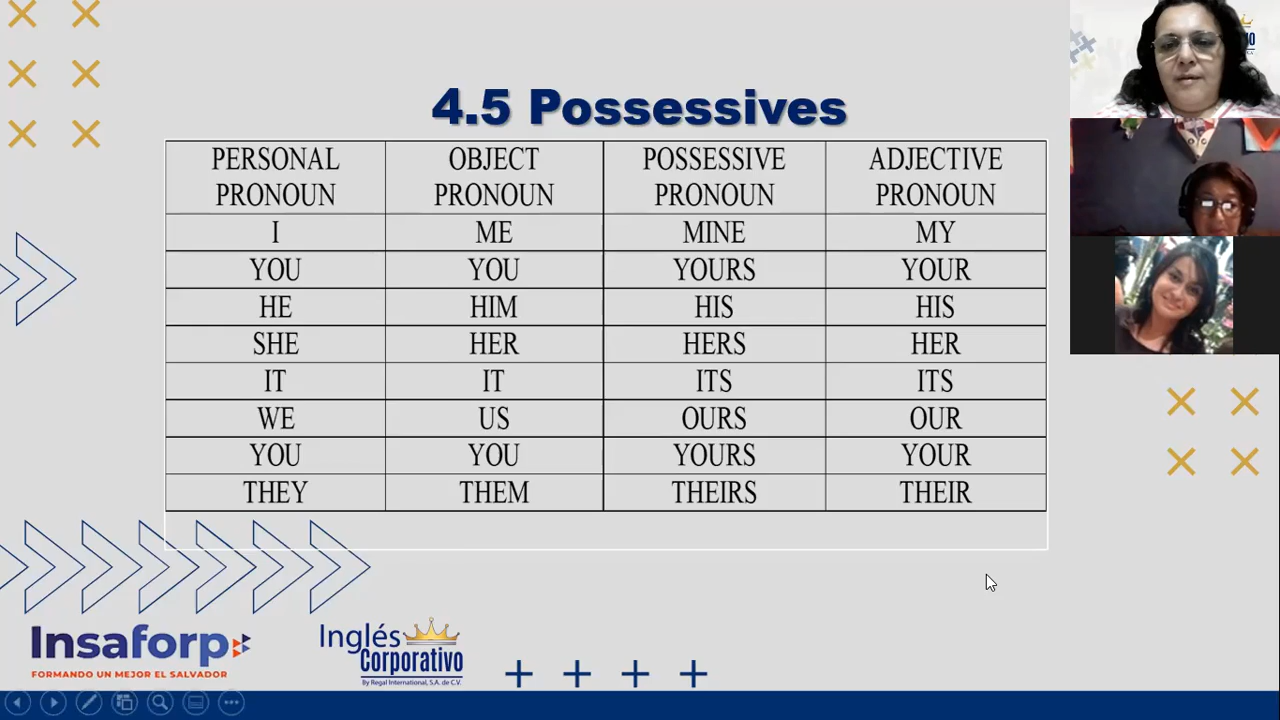 4.5 Possessives
PERSONAL PRONOUN OBJECT PRONOUN POSSESSIVE PRONOUN ADJECTIVE PRONOUN
I ME MINE MY
YOU YOU YOURS YOUR
HE HIM HIS HIS
SHE HER HERS HER
IT IT ITS ITS
WE US OURS OUR
YOU YOU YOURS YOUR
THEY THEM THEIRS THEIR
Insaforp
FORMANDO UN MEJOR EL SALVADOR
Inglés
Corporativo
By Regal International, S.A. de C.V.